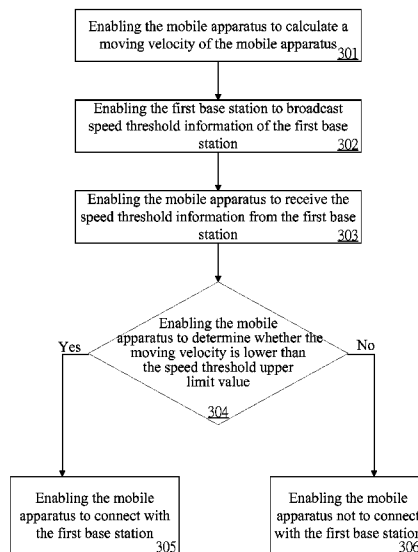 Enabling the mobile apparatus to calculate a
moving velocity of the mobile apparatus
301
Enabling the first base station to broadcast
speed threshold information of the first base
station
302
Enabling the mobile apparatus to receive the
speed threshold information from the first base
station
303
Enabling the mobile
apparatus to determine whether the
moving velocity is lower than
the speed threshold upper
limit value
304
Yes
No
Enabling the mobile
apparatus to connect with
the first base station
305
Enabling the mobile
apparatus not to connect
with the first base station
306